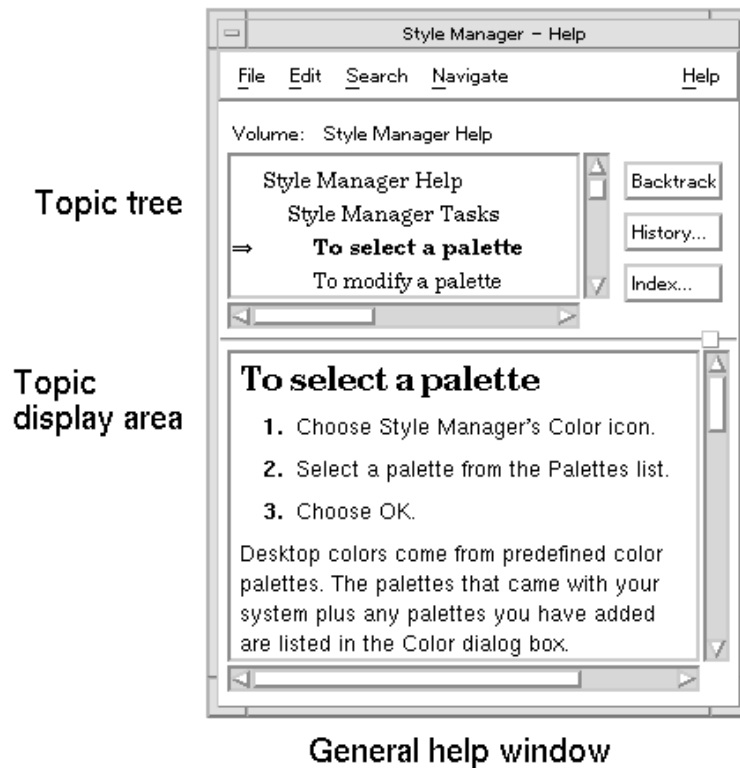 Style Manager – Help
File Edit Search Navigate Help
Volume: Style Manager Help
Topic tree
Style Manager Help
Style Manager Tasks
⇒ To select a palette
To modify a palette
Backtrack
History...
Index...
Topic
display area
To select a palette
1. Choose Style Manager's Color icon.
2. Select a palette from the Palettes list.
3. Choose OK.
Desktop colors come from predefined color
palettes. The palettes that came with your
system plus any palettes you have added
are listed in the Color dialog box.
General help window